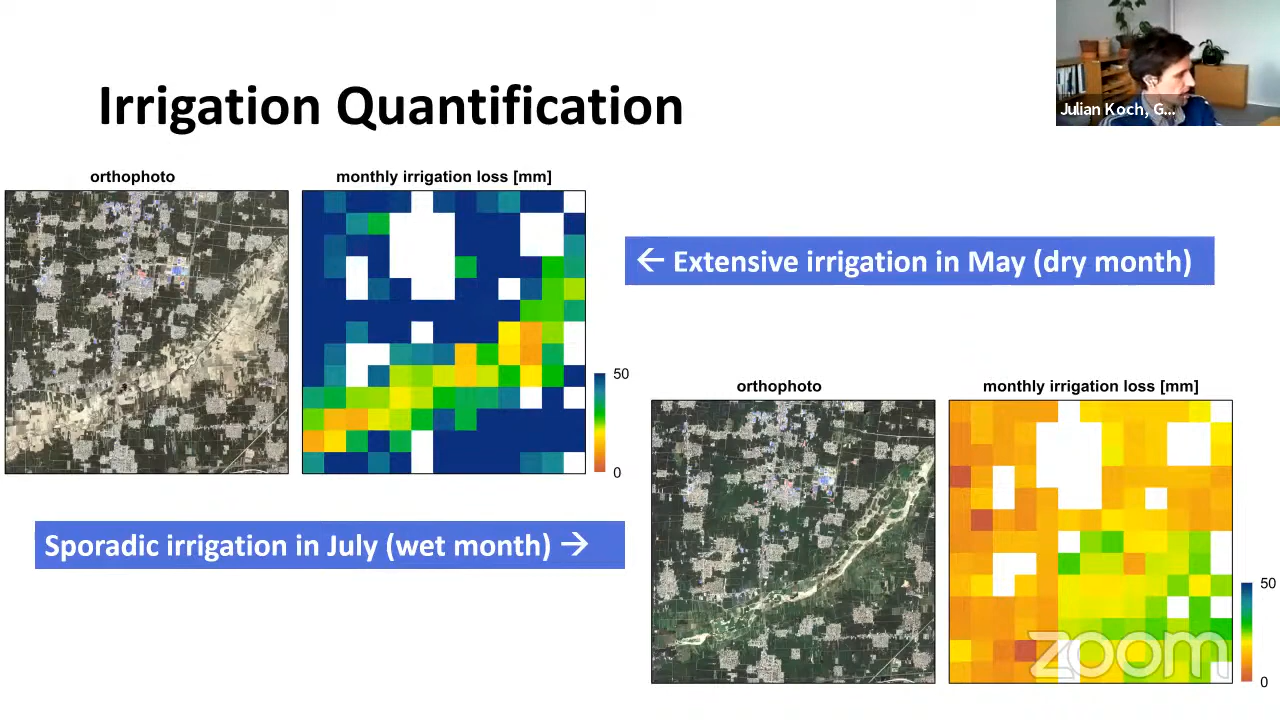 Irrigation Quantification
Julian Koch, G...
orthophoto
monthly irrigation loss [mm]
← Extensive irrigation in May (dry month)
50
0
orthophoto
monthly irrigation loss [mm]
Sporadic irrigation in July (wet month) →
50
0
zoom